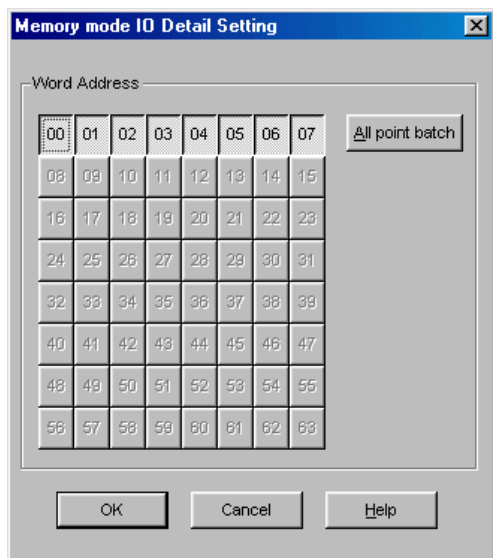 Memory mode IO Detail Setting
Word Address
00 01 02 03 04 05 06 07 All point batch
08 09 10 11 12 13 14 15
16 17 18 19 20 21 22 23
24 25 26 27 28 29 30 31
32 33 34 35 36 37 38 39
40 41 42 43 44 45 46 47
48 49 50 51 52 53 54 55
56 57 58 59 60 61 62 63
OK Cancel Help